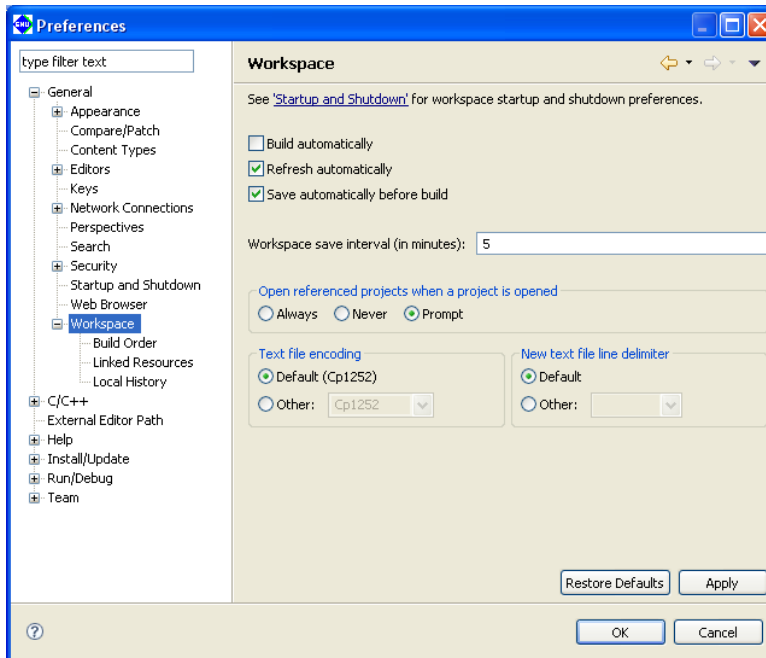 GNU Preferences
type filter text
General
Appearance
Compare/Patch
Content Types
Editors
Keys
Network Connections
Perspectives
Search
Security
Startup and Shutdown
Web Browser
Workspace
Build Order
Linked Resources
Local History
C/C++
External Editor Path
Help
Install/Update
Run/Debug
Team
Workspace
See 'Startup and Shutdown' for workspace startup and shutdown preferences.
Build automatically
Refresh automatically
Save automatically before build
Workspace save interval (in minutes): 5
Open referenced projects when a project is opened
Always Never Prompt
Text file encoding
Default (Cp1252)
Other: Cp1252
New text file line delimiter
Default
Other:
Restore Defaults Apply
? OK Cancel